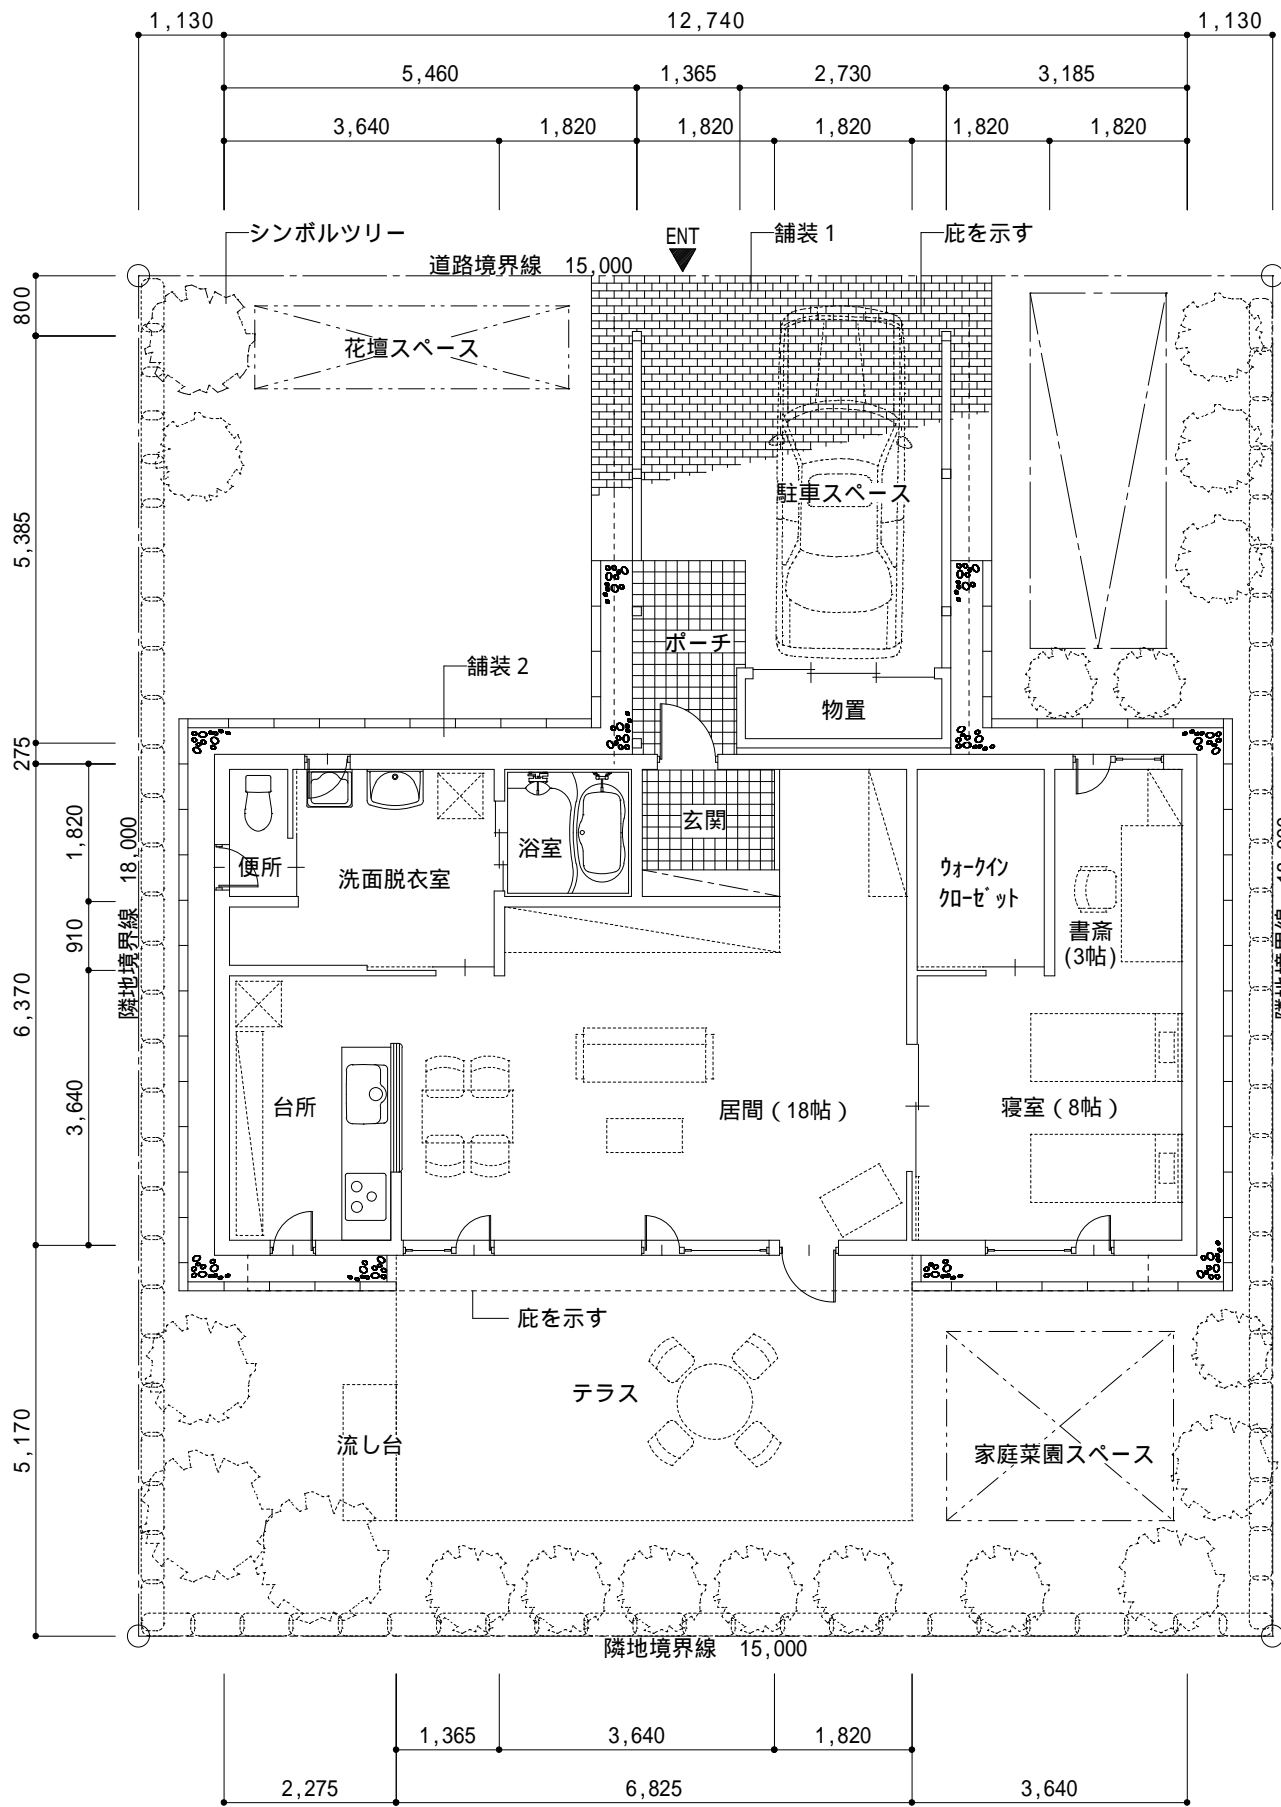 1,130
12,740
1,130
5,460
1,365
2,730
3,185
3,640
1,820
1,820
1,820
1,820
1,820
シンボルツリー
ENT
舗装1
庇を示す
道路境界線 15,000
800
花壇スペース
5,385
駐車スペース
ポーチ
舗装2
物置
275
1,820
18,000
隣地境界線
便所
洗面脱衣室
浴室
玄関
ウォークイン
クローゼット
書斎
(3帖)
910
6,370
隣地境界線
3,640
台所
居間(18帖)
寝室(8帖)
庇を示す
テラス
流し台
家庭菜園スペース
5,170
隣地境界線 15,000
1,365
3,640
1,820
2,275
6,825
3,640